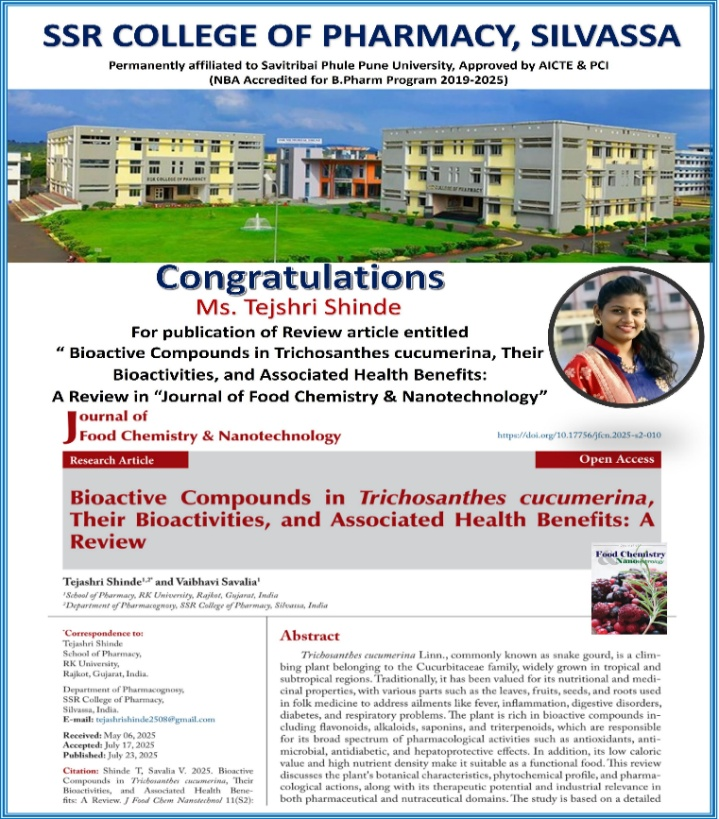 SSR COLLEGE OF PHARMACY, SILVASSA
Permanently affiliated to Savitribai Phule Pune University, Approved by AICTE & PCI
(NBA Accredited for B.Pharm Program 2019-2025)
SSR COLLEGE OF PHARMACY
Congratulations
Ms. Tejshri Shinde
For publication of Review article entitled
“ Bioactive Compounds in Trichosanthes cucumerina, Their
Bioactivities, and Associated Health Benefits:
A Review in “Journal of Food Chemistry & Nanotechnology”
Journal of
Food Chemistry & Nanotechnology
https://doi.org/10.17756/jfcn.2025-s2-010
Research Article
Open Access
Bioactive Compounds in Trichosanthes cucumerina,
Their Bioactivities, and Associated Health Benefits: A
Review
Food Chemistry
& Nanotechnology
Tejashri Shinde1,2* and Vaibhavi Savalia1
1School of Pharmacy, RK University, Rajkot, Gujarat, India
2Department of Pharmacognosy, SSR College of Pharmacy, Silvassa, India
*Correspondence to:
Tejashri Shinde
School of Pharmacy,
RK University,
Rajkot, Gujarat, India.
Department of Pharmacognosy,
SSR College of Pharmacy,
Silvassa, India.
E-mail: tejashrishinde2508@gmail.com
Received: May 06, 2025
Accepted: July 17, 2025
Published: July 23, 2025
Citation: Shinde T, Savalia V. 2025. Bioactive
Compounds in Trichosanthes cucumerina, Their
Bioactivities, and Associated Health Bene-
fits: A Review. J Food Chem Nanotechnol 11(S2):
Abstract
Trichosanthes cucumerina Linn., commonly known as snake gourd, is a clim-
bing plant belonging to the Cucurbitaceae family, widely grown in tropical and
subtropical regions. Traditionally, it has been valued for its nutritional and medi-
cinal properties, with various parts such as the leaves, fruits, seeds, and roots used
in folk medicine to address ailments like fever, inflammation, digestive disorders,
diabetes, and respiratory problems. The plant is rich in bioactive compounds in-
cluding flavonoids, alkaloids, saponins, and triterpenoids, which are responsible
for its broad spectrum of pharmacological activities such as antioxidants, anti-
microbial, antidiabetic, and hepatoprotective effects. In addition, its low caloric
value and high nutrient density make it suitable as a functional food. This review
discusses the plant’s botanical characteristics, phytochemical profile, and pharma-
cological actions, along with its therapeutic potential and industrial relevance in
both pharmaceutical and nutraceutical domains. The study is based on a detailed